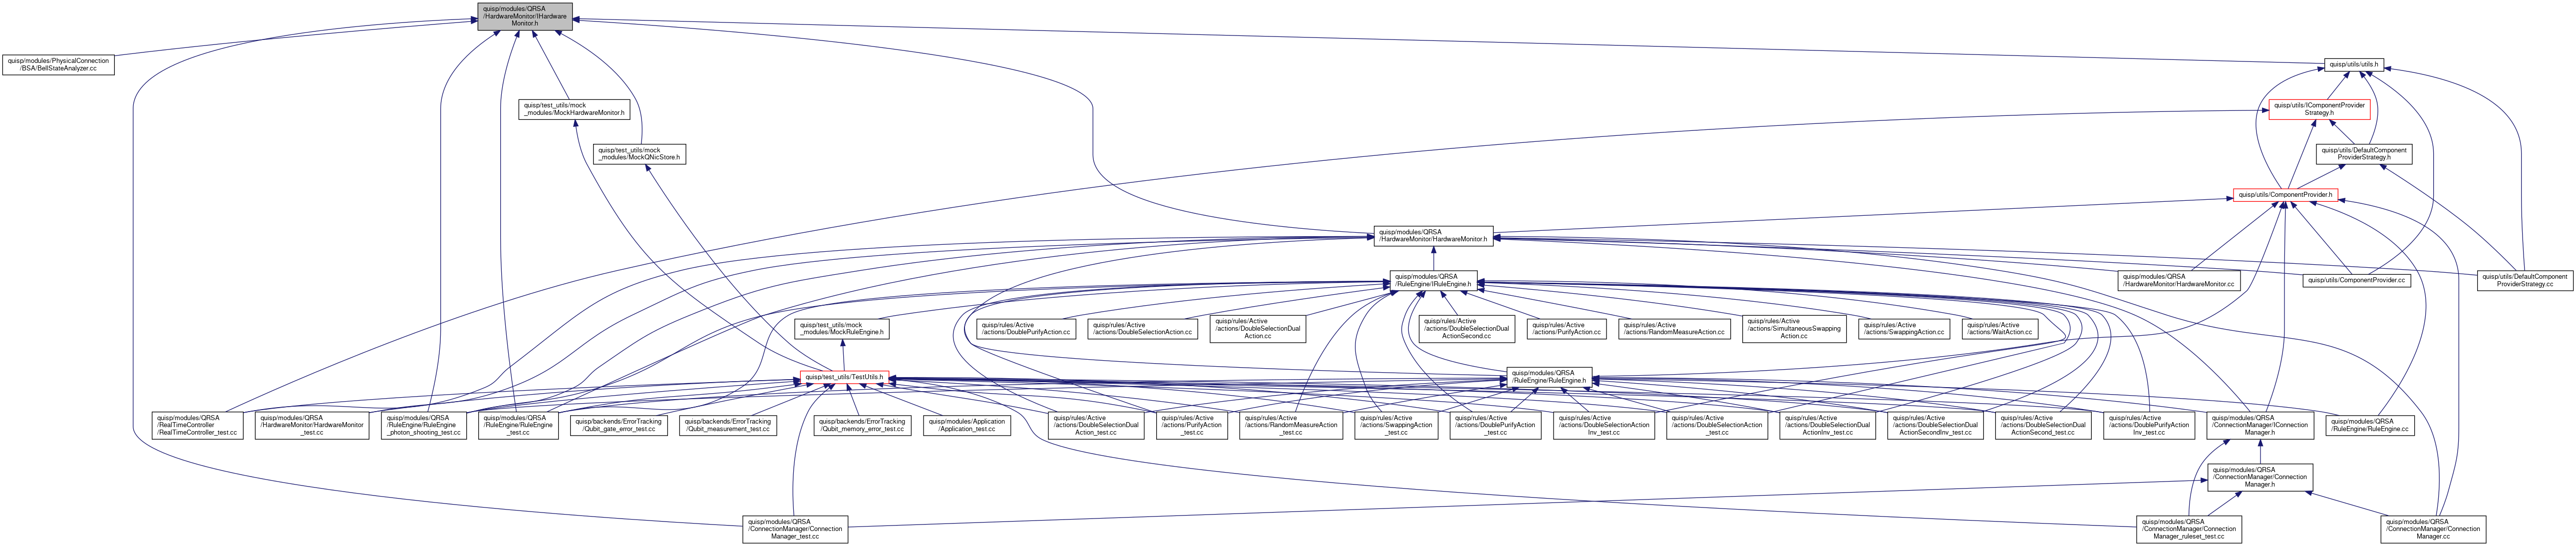 quisp/modules/QRSA
/HardwareMonitor/IHardware
Monitor.h
quisp/modules/PhysicalConnection
/BSA/BellStateAnalyzer.cc
quisp/utils/utils.h
quisp/test_utils/mock
_modules/MockHardwareMonitor.h
quisp/utils/IComponentProvider
Strategy.h
quisp/test_utils/mock
_modules/MockQNicStore.h
quisp/utils/DefaultComponent
ProviderStrategy.h
quisp/utils/ComponentProvider.h
quisp/modules/QRSA
/HardwareMonitor/HardwareMonitor.h
quisp/modules/QRSA
/RuleEngine/IRuleEngine.h
quisp/modules/QRSA
/HardwareMonitor/HardwareMonitor.cc
quisp/utils/ComponentProvider.cc
quisp/utils/DefaultComponent
ProviderStrategy.cc
quisp/test_utils/mock
_modules/MockRuleEngine.h
quisp/rules/Active
/actions/DoublePurifyAction.cc
quisp/rules/Active
/actions/DoubleSelectionAction.cc
quisp/rules/Active
/actions/DoubleSelectionDual
Action.cc
quisp/rules/Active
/actions/DoubleSelectionDual
ActionSecond.cc
quisp/rules/Active
/actions/PurifyAction.cc
quisp/rules/Active
/actions/RandomMeasureAction.cc
quisp/rules/Active
/actions/SimultaneousSwapping
Action.cc
quisp/rules/Active
/actions/SwappingAction.cc
quisp/rules/Active
/actions/WaitAction.cc
quisp/test_utils/TestUtils.h
quisp/modules/QRSA
/RuleEngine/RuleEngine.h
quisp/modules/QRSA
/RealTimeController
/RealTimeController_test.cc
quisp/modules/QRSA
/HardwareMonitor/HardwareMonitor
_test.cc
quisp/modules/QRSA
/RuleEngine/RuleEngine
_photon_shooting_test.cc
quisp/modules/QRSA
/RuleEngine/RuleEngine
_test.cc
quisp/backends/ErrorTracking
/Qubit_gate_error_test.cc
quisp/backends/ErrorTracking
/Qubit_measurement_test.cc
quisp/backends/ErrorTracking
/Qubit_memory_error_test.cc
quisp/modules/Application
/Application_test.cc
quisp/rules/Active
/actions/DoubleSelectionDual
Action_test.cc
quisp/rules/Active
/actions/PurifyAction
_test.cc
quisp/rules/Active
/actions/RandomMeasureAction
_test.cc
quisp/rules/Active
/actions/SwappingAction
_test.cc
quisp/rules/Active
/actions/DoublePurifyAction
_test.cc
quisp/rules/Active
/actions/DoubleSelectionAction
Inv_test.cc
quisp/rules/Active
/actions/DoubleSelectionAction
_test.cc
quisp/rules/Active
/actions/DoubleSelectionDual
ActionInv_test.cc
quisp/rules/Active
/actions/DoubleSelectionDual
ActionSecondInv_test.cc
quisp/rules/Active
/actions/DoubleSelectionDual
ActionSecond_test.cc
quisp/rules/Active
/actions/DoublePurifyAction
Inv_test.cc
quisp/modules/QRSA
/ConnectionManager/IConnection
Manager.h
quisp/modules/QRSA
/RuleEngine/RuleEngine.cc
quisp/modules/QRSA
/ConnectionManager/Connection
Manager.h
quisp/modules/QRSA
/ConnectionManager/Connection
Manager_test.cc
quisp/modules/QRSA
/ConnectionManager/Connection
Manager_ruleset_test.cc
quisp/modules/QRSA
/ConnectionManager/Connection
Manager.cc